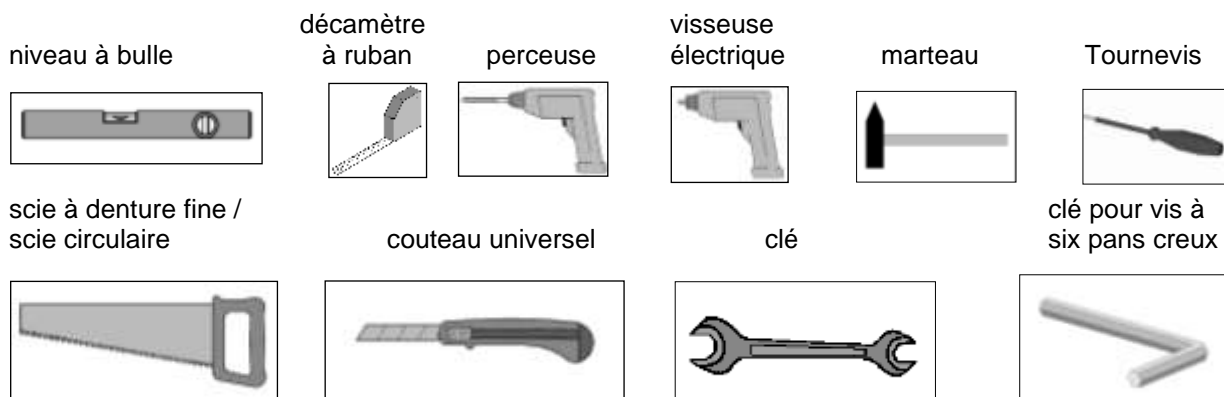 niveau à bulle
décamètre
à ruban
perceuse
visseuse
électrique
marteau
Tournevis
scie à denture fine /
scie circulaire
couteau universel
clé
clé pour vis à
six pans creux